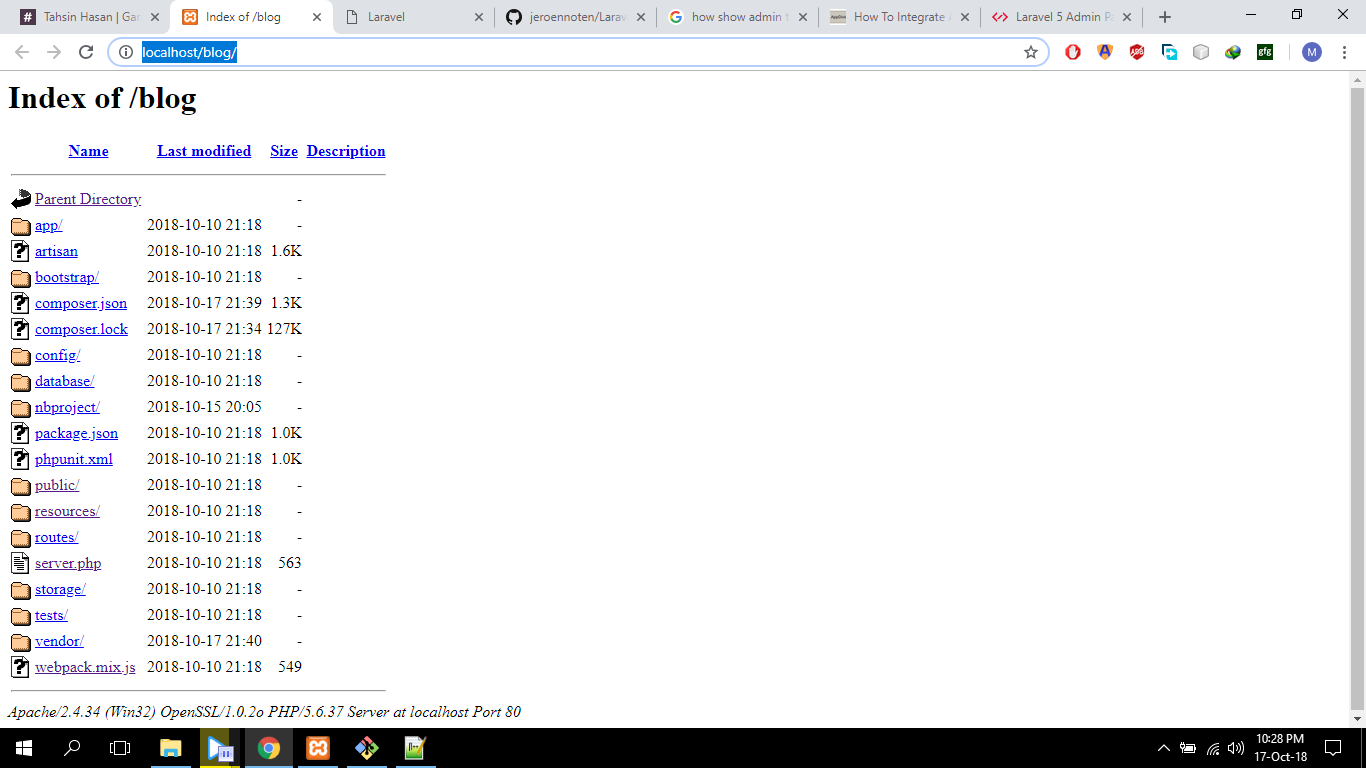 Tahsin Hasan | Gar
Index of /blog
Laravel
jeroennoten/Larav
how show admin t
How To Integrate A
Laravel 5 Admin Pa
localhost/blog/
M
Index of /blog
Name Last modified Size Description
Parent Directory -
app/ 2018-10-10 21:18 -
artisan 2018-10-10 21:18 1.6K
bootstrap/ 2018-10-10 21:18 -
composer.json 2018-10-17 21:39 1.3K
composer.lock 2018-10-17 21:34 127K
config/ 2018-10-10 21:18 -
database/ 2018-10-10 21:18 -
nbproject/ 2018-10-15 20:05 -
package.json 2018-10-10 21:18 1.0K
phpunit.xml 2018-10-10 21:18 1.0K
public/ 2018-10-10 21:18 -
resources/ 2018-10-10 21:18 -
routes/ 2018-10-10 21:18 -
server.php 2018-10-10 21:18 563
storage/ 2018-10-10 21:18 -
tests/ 2018-10-10 21:18 -
vendor/ 2018-10-17 21:40 -
webpack.mix.js 2018-10-10 21:18 549
Apache/2.4.34 (Win32) OpenSSL/1.0.2o PHP/5.6.37 Server at localhost Port 80
10:28 PM
17-Oct-18